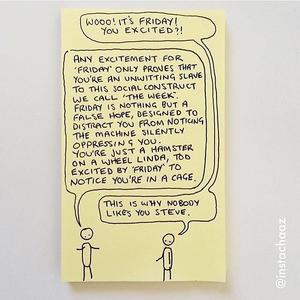 WOOO! IT'S FRIDAY!
YOU EXCITED?!
ANY EXCITEMENT FOR
'FRIDAY' ONLY PROVES THAT
YOU'RE AN UNWITTING SLAVE
TO THIS SOCIAL CONSTRUCT
WE CALL 'THE WEEK'.
FRIDAY IS NOTHING BUT A
FALSE HOPE, DESIGNED TO
DISTRACT YOU FROM NOTICING
THE MACHINE SILENTLY
OPPRESSING YOU.
YOU'RE JUST A HAMSTER
ON A WHEEL LINDA, TOO
EXCITED BY 'FRIDAY' TO
NOTICE YOU'RE IN A CAGE.
THIS IS WHY NOBODY
LIKES YOU STEVE.
@instachaaz